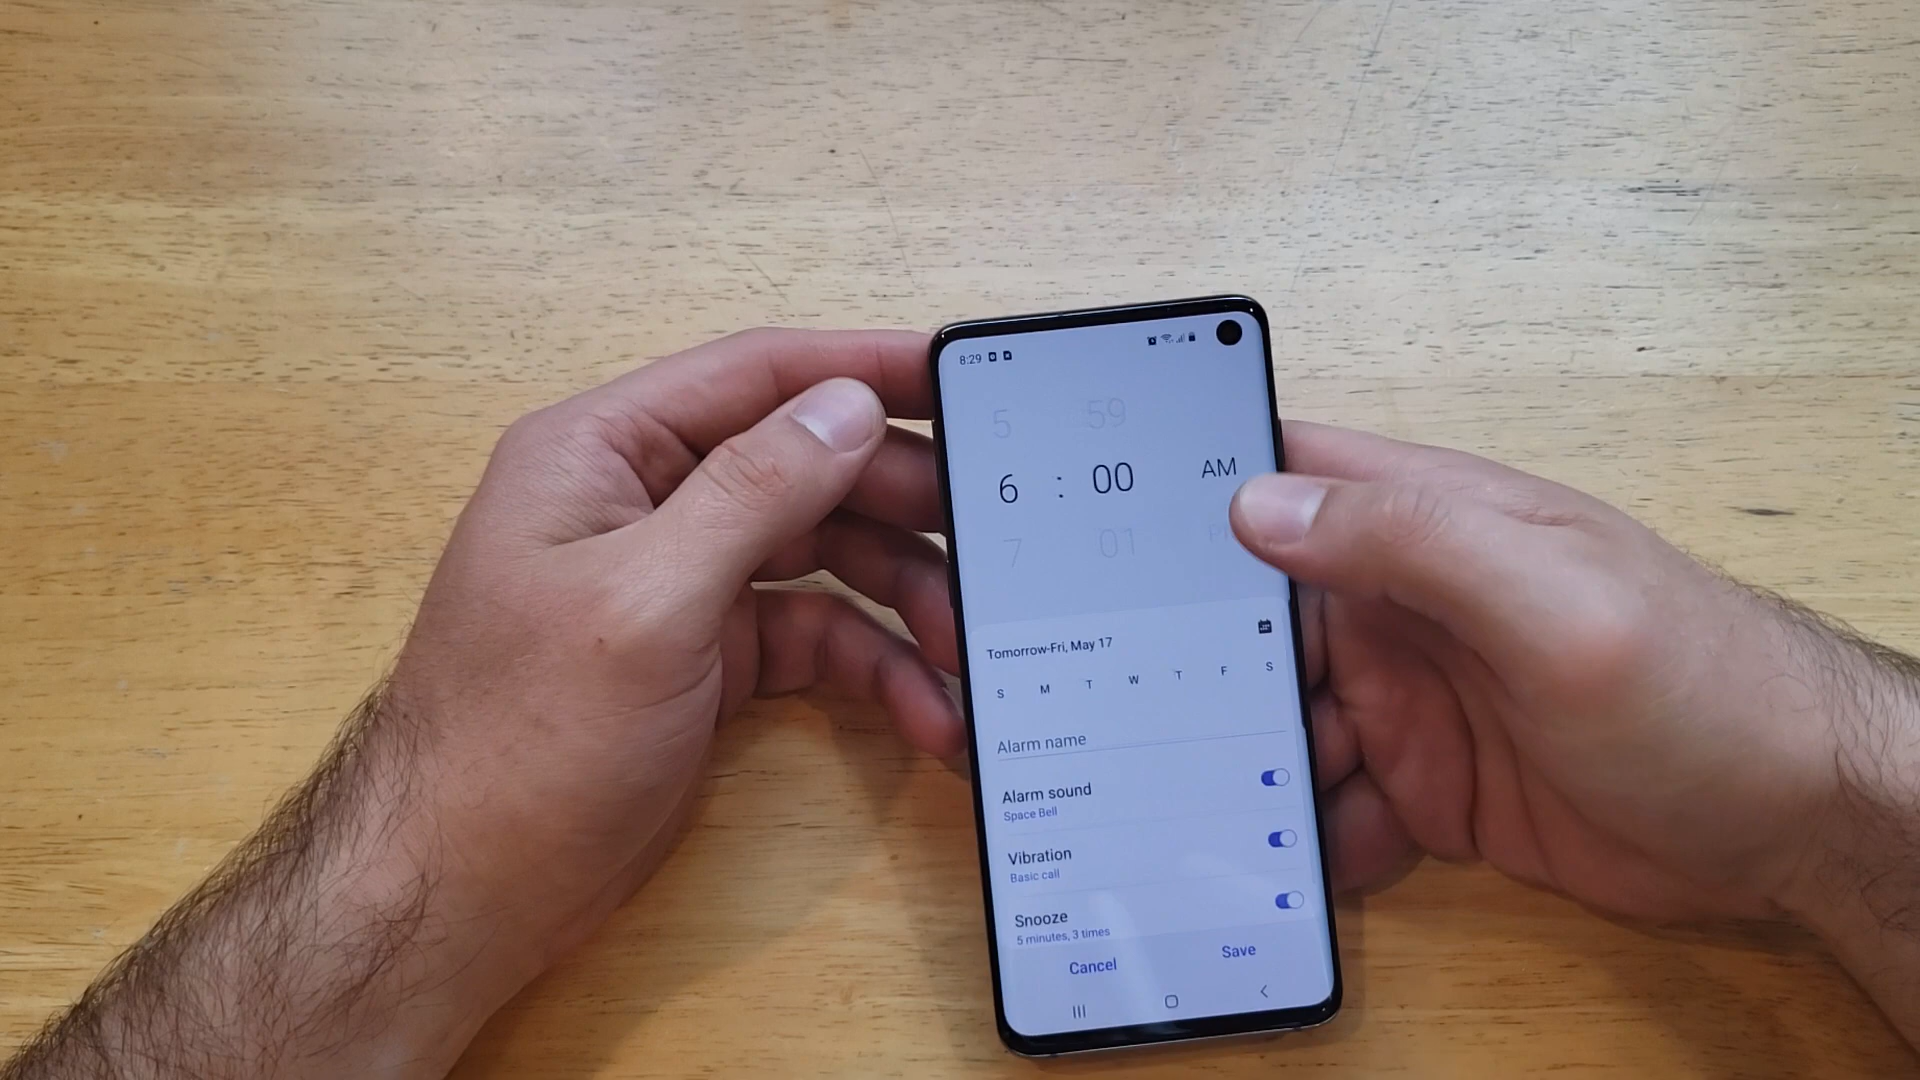 8:29
5 59
6 : 00 AM
7 01
Tomorrow-Fri, May 17
S M T W T F S
Alarm name
Alarm sound
Space Bell
Vibration
Basic call
Snooze
5 minutes, 3 times
Cancel Save